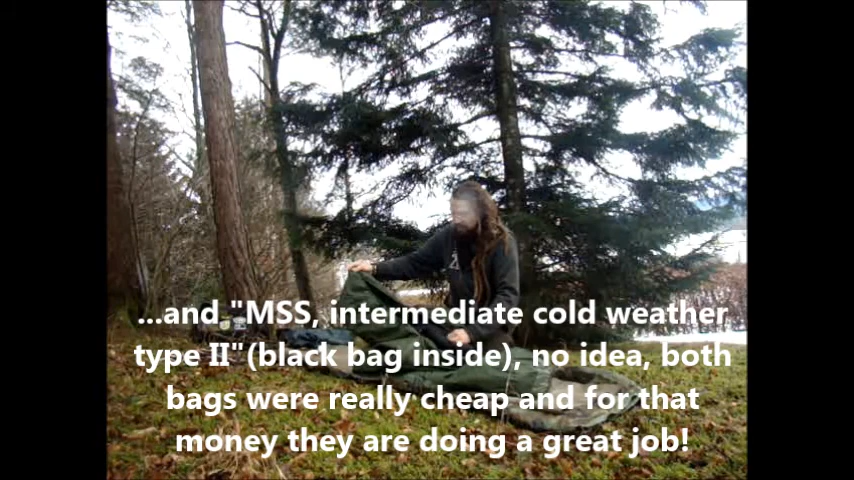 ...and "MSS, intermediate cold weather
type II"(black bag inside), no idea, both
bags were really cheap and for that
money they are doing a great job!